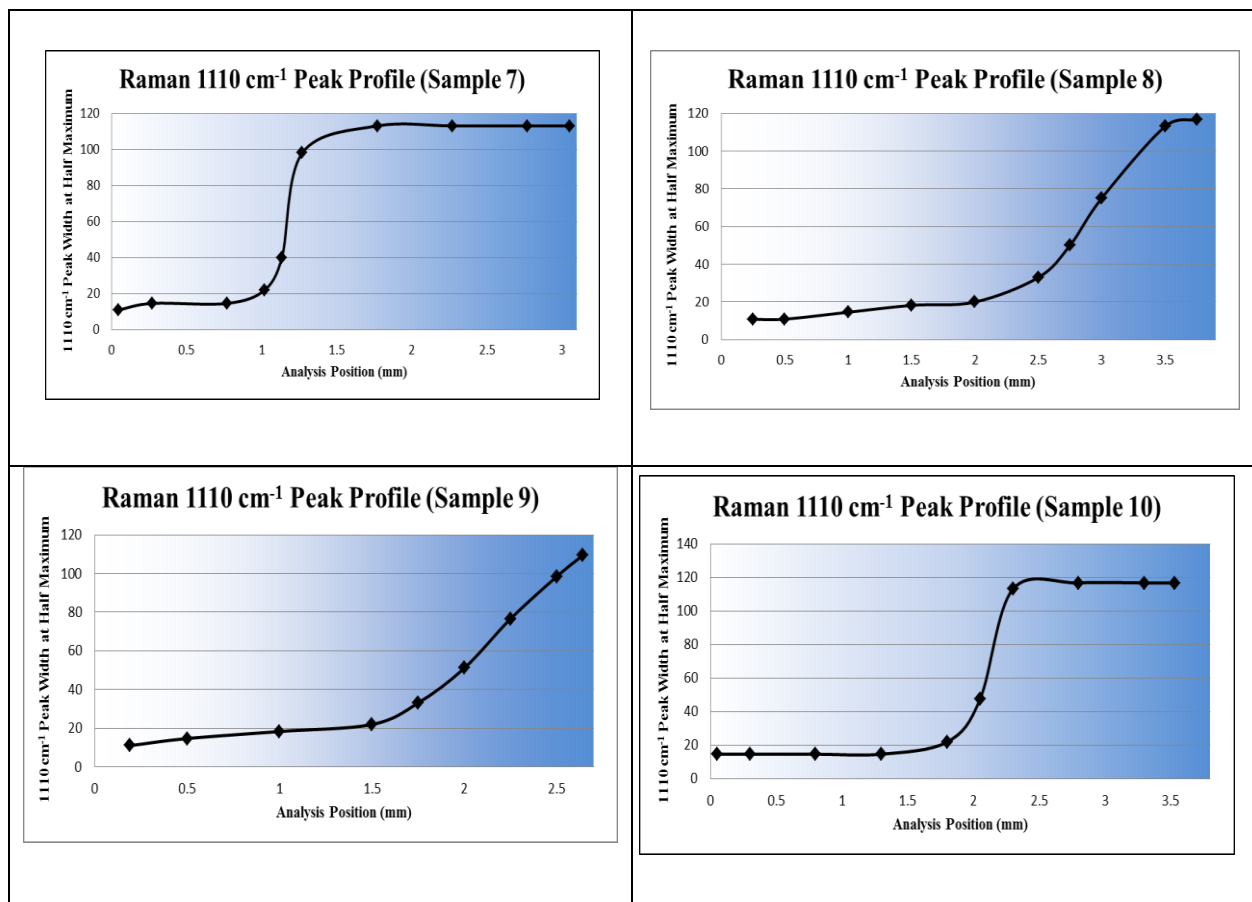 Raman 1110 cm-1 Peak Profile (Sample 7)
1110 cm-1 Peak Width at Half Maximum
120
100
80
60
40
20
0
0 0.5 1 1.5 2 2.5 3
Analysis Position (mm)
Raman 1110 cm-1 Peak Profile (Sample 8)
1110 cm-1 Peak Width at Half Maximum
120
100
80
60
40
20
0
0 0.5 1 1.5 2 2.5 3 3.5
Analysis Position (mm)
Raman 1110 cm-1 Peak Profile (Sample 9)
1110 cm-1 Peak Width at Half Maximum
120
100
80
60
40
20
0
0 0.5 1 1.5 2 2.5
Analysis Position (mm)
Raman 1110 cm-1 Peak Profile (Sample 10)
1110 cm-1 Peak Width at Half Maximum
140
120
100
80
60
40
20
0
0 0.5 1 1.5 2 2.5 3 3.5
Analysis Position (mm)